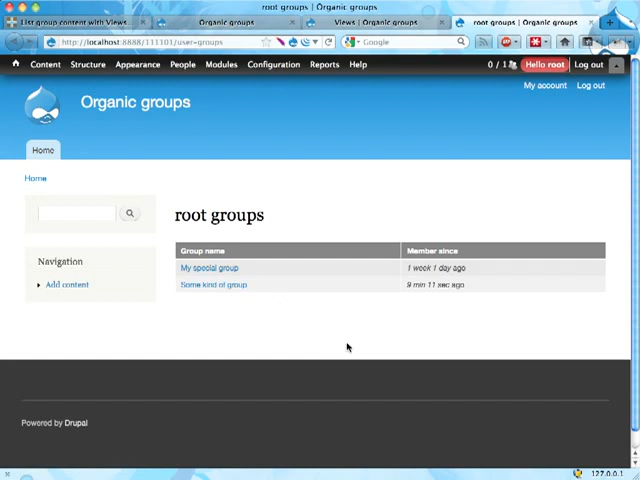 root groups | Organic groups
List group content with Views...
Organic groups
Views | Organic groups
root groups | Organic groups
http://localhost:8888/111101/user-groups
Google
Content Structure Appearance People Modules Configuration Reports Help
0 / 1
Hello root
Log out
My account Log out
Organic groups
Home
Home
root groups
Group name Member since
My special group 1 week 1 day ago
Some kind of group 9 min 11 sec ago
Navigation
Add content
Powered by Drupal
127.0.0.1